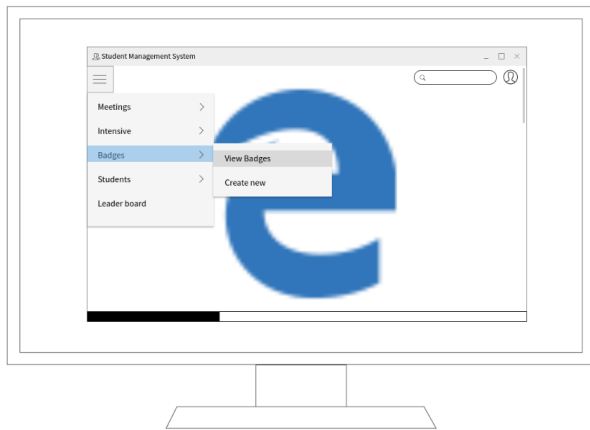 Student Management System
Meetings
Intensive
Badges
View Badges
Students
Create new
Leader board
e